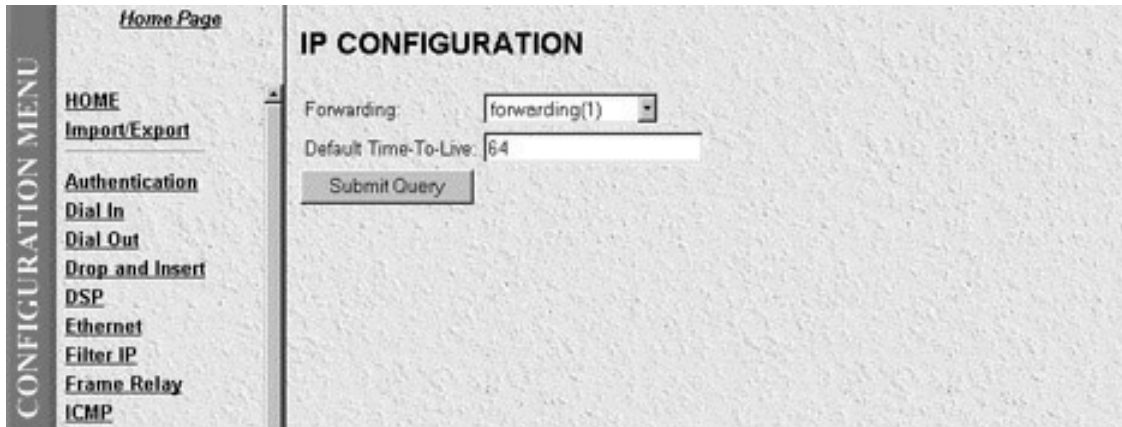 CONFIGURATION MENU
Home Page
HOME
Import/Export
Authentication
Dial In
Dial Out
Drop and Insert
DSP
Ethernet
Filter IP
Frame Relay
ICMP
IP CONFIGURATION
Forwarding: forwarding(1)
Default Time-To-Live: 64
Submit Query